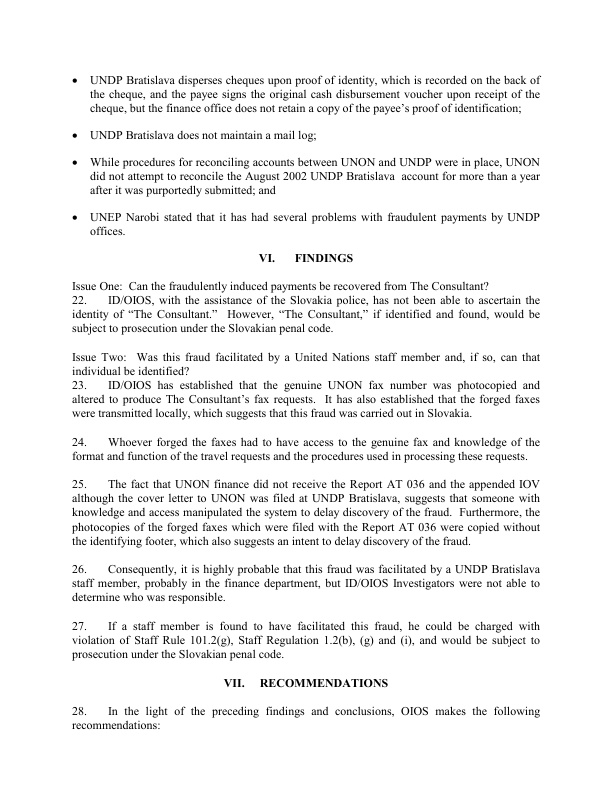 • UNDP Bratislava disperses cheques upon proof of identity, which is recorded on the back of
the cheque, and the payee signs the original cash disbursement voucher upon receipt of the
cheque, but the finance office does not retain a copy of the payee’s proof of identification;
• UNDP Bratislava does not maintain a mail log;
• While procedures for reconciling accounts between UNON and UNDP were in place, UNON
did not attempt to reconcile the August 2002 UNDP Bratislava account for more than a year
after it was purportedly submitted; and
• UNEP Narobi stated that it has had several problems with fraudulent payments by UNDP
offices.
VI. FINDINGS
Issue One: Can the fraudulently induced payments be recovered from The Consultant?
22. ID/OIOS, with the assistance of the Slovakia police, has not been able to ascertain the
identity of “The Consultant.” However, “The Consultant,” if identified and found, would be
subject to prosecution under the Slovakian penal code.
Issue Two: Was this fraud facilitated by a United Nations staff member and, if so, can that
individual be identified?
23. ID/OIOS has established that the genuine UNON fax number was photocopied and
altered to produce The Consultant’s fax requests. It has also established that the forged faxes
were transmitted locally, which suggests that this fraud was carried out in Slovakia.
24. Whoever forged the faxes had to have access to the genuine fax and knowledge of the
format and function of the travel requests and the procedures used in processing these requests.
25. The fact that UNON finance did not receive the Report AT 036 and the appended IOV
although the cover letter to UNON was filed at UNDP Bratislava, suggests that someone with
knowledge and access manipulated the system to delay discovery of the fraud. Furthermore, the
photocopies of the forged faxes which were filed with the Report AT 036 were copied without
the identifying footer, which also suggests an intent to delay discovery of the fraud.
26. Consequently, it is highly probable that this fraud was facilitated by a UNDP Bratislava
staff member, probably in the finance department, but ID/OIOS Investigators were not able to
determine who was responsible.
27. If a staff member is found to have facilitated this fraud, he could be charged with
violation of Staff Rule 101.2(g), Staff Regulation 1.2(b), (g) and (i), and would be subject to
prosecution under the Slovakian penal code.
VII. RECOMMENDATIONS
28. In the light of the preceding findings and conclusions, OIOS makes the following
recommendations: